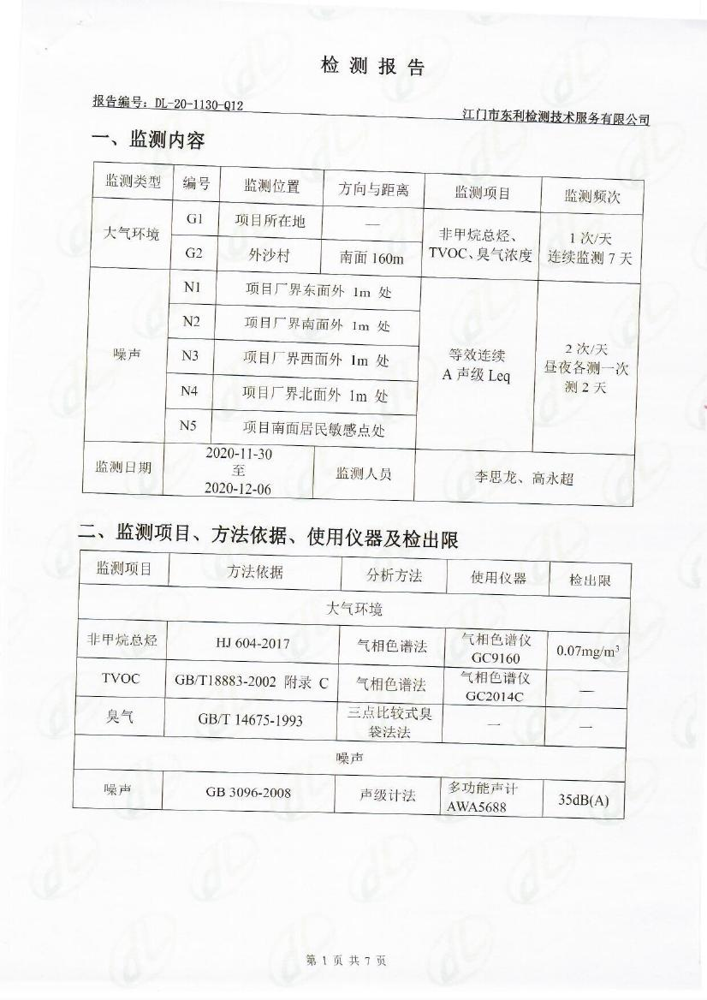 检测报告
报告编号：DL-20-1130-Q12 江门市东利检测技术服务有限公司
一、监测内容
监测类型 编号 监测位置 方向与距离 监测项目 监测频次
大气环境 G1 项目所在地 — 非甲烷总烃、 1 次/天
G2 外沙村 南面 160m TVOC、臭气浓度 连续监测 7 天
噪声 N1 项目厂界东面外 1m 处
N2 项目厂界南面外 1m 处
N3 项目厂界西面外 1m 处 等效连续 2 次/天
A 声级 Leq 昼夜各测一次
测 2 天
N4 项目厂界北面外 1m 处
N5 项目南面居民敏感点处
监测日期 2020-11-30 监测人员 李思龙、高永超
至
2020-12-06
二、监测项目、方法依据、使用仪器及检出限
监测项目 方法依据 分析方法 使用仪器 检出限
大气环境
非甲烷总烃 HJ 604-2017 气相色谱法 气相色谱仪 0.07mg/m³
GC9160
TVOC GB/T18883-2002 附录 C 气相色谱法 气相色谱仪 —
GC2014C
臭气 GB/T 14675-1993 三点比较式臭 — —
袋法法
噪声
噪声 GB 3096-2008 声级计法 多功能声计 35dB(A)
AWA5688
第 1 页 共 7 页